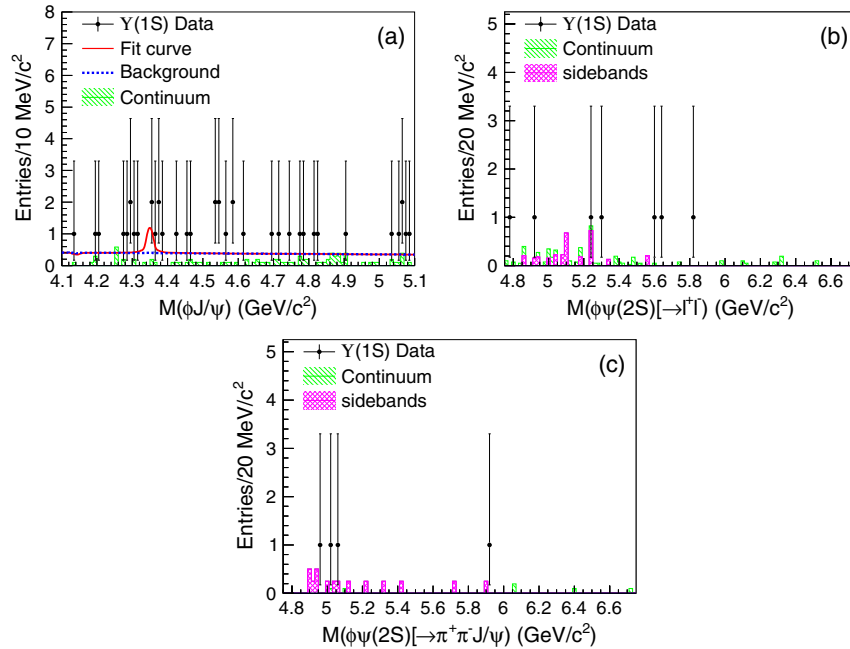 (a)
ϒ(1S) Data
Fit curve
Background
Continuum
Entries/10 MeV/c²
8
7
6
5
4
3
2
1
0
4.1 4.2 4.3 4.4 4.5 4.6 4.7 4.8 4.9 5 5.1
M(ϕJ/ψ) (GeV/c²)
(b)
ϒ(1S) Data
Continuum
sidebands
Entries/20 MeV/c²
5
4
3
2
1
0
4.8 5 5.2 5.4 5.6 5.8 6 6.2 6.4 6.6
M(ϕψ(2S)[→l⁺l⁻) (GeV/c²)
(c)
ϒ(1S) Data
Continuum
sidebands
Entries/20 MeV/c²
5
4
3
2
1
0
4.8 5 5.2 5.4 5.6 5.8 6 6.2 6.4 6.6
M(ϕψ(2S)[→π⁺π⁻J/ψ) (GeV/c²)